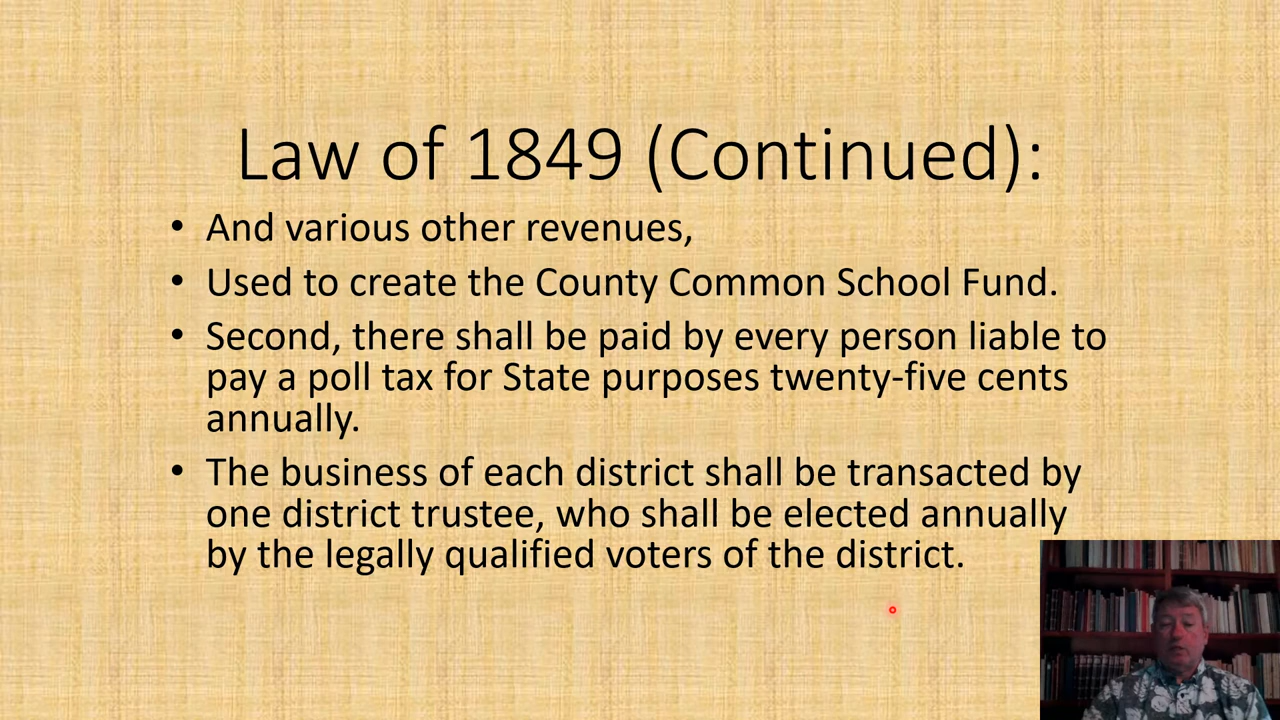 Law of 1849 (Continued):
• And various other revenues,
• Used to create the County Common School Fund.
• Second, there shall be paid by every person liable to
pay a poll tax for State purposes twenty-five cents
annually.
• The business of each district shall be transacted by
one district trustee, who shall be elected annually
by the legally qualified voters of the district.